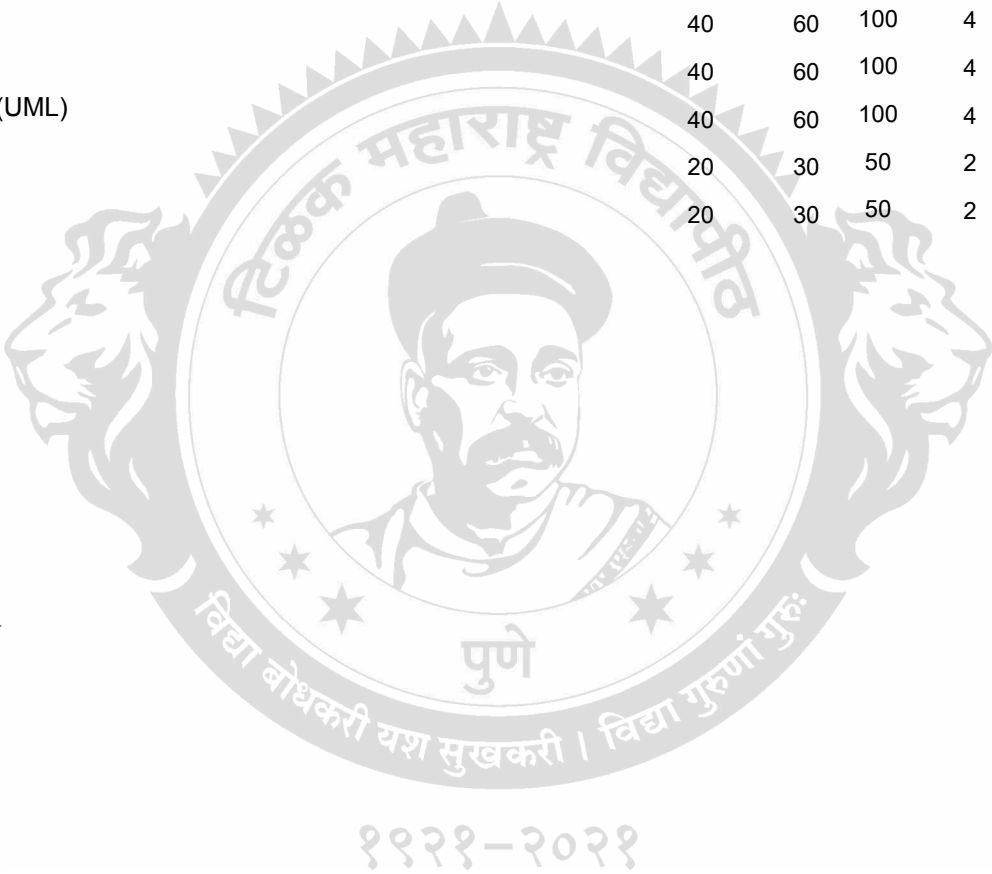 40 60 100 4
40 60 100 4
(UML) 40 60 100 4
20 30 50 2
20 30 50 2
टिळक महाराष्ट्र विद्यापीठ
पुणे
विद्या बोधकरी यश सुखकरी । विद्या गुरुणां गुरुः
१९२१–२०२१